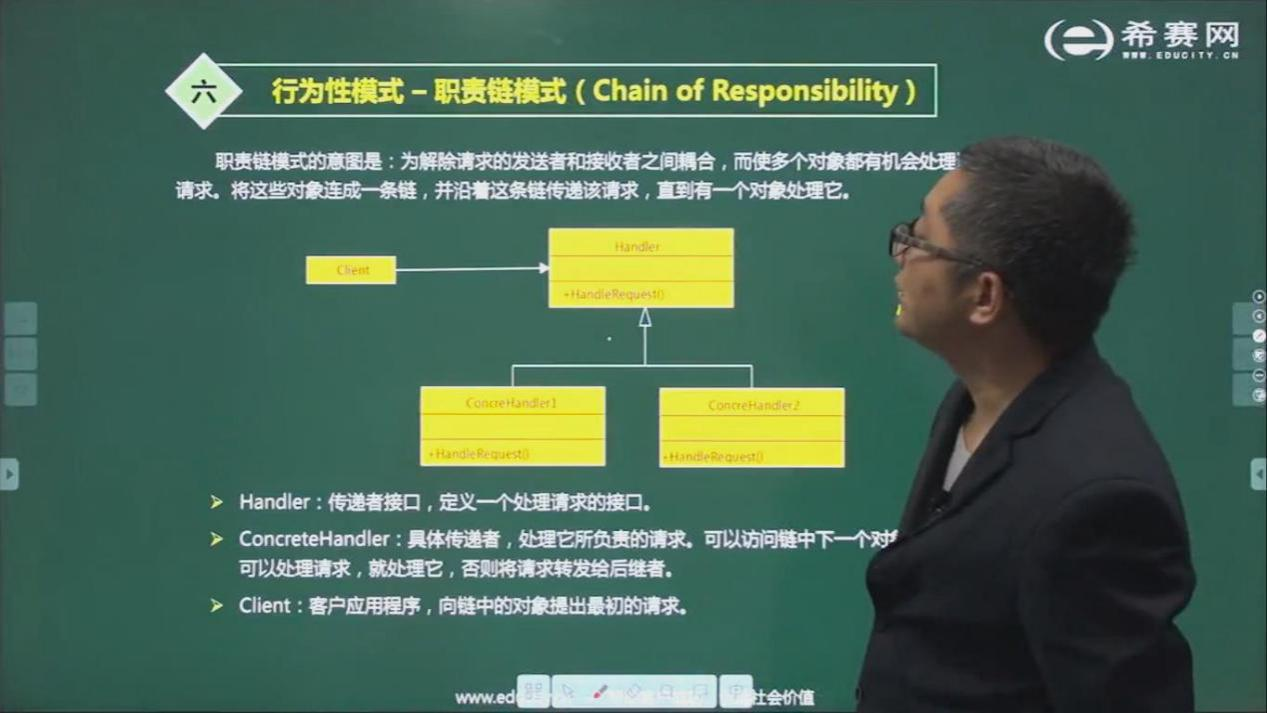 希赛网
WWW.EDUCITY.CN
六
行为性模式 – 职责链模式（Chain of Responsibility）
职责链模式的意图是：为解除请求的发送者和接收者之间耦合，而使多个对象都有机会处理
请求。将这些对象连成一条链，并沿着这条链传递该请求，直到有一个对象处理它。
Handler
Client
+HandleRequest()
ConcreHandler1
ConcreHandler2
+HandleRequest()
+HandleRequest()
Handler：传递者接口，定义一个处理请求的接口。
ConcreteHandler：具体传递者，处理它所负责的请求。可以访问链中下一个对
可以处理请求，就处理它，否则将请求转发给后继者。
Client：客户应用程序，向链中的对象提出最初的请求。
社会价值